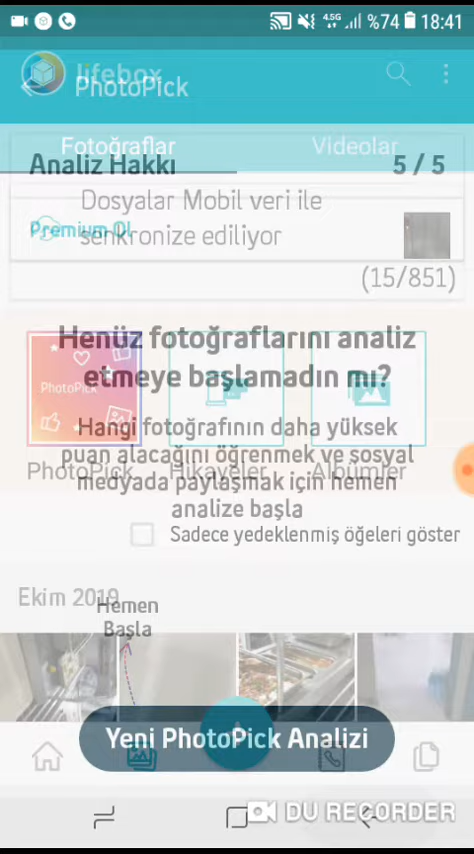 4.5G %74 18:41
lifebox
PhotoPick
Fotoğraflar Videolar
Analiz Hakkı 5 / 5
Dosyalar Mobil veri ile
senkronize ediliyor
Premium Ol
(15/851)
Henüz fotoğraflarını analiz
etmeye başlamadın mı?
PhotoPick
Hangi fotoğrafının daha yüksek
puan alacağını öğrenmek ve sosyal
medyada paylaşmak için hemen
analize başla
PhotoPick Hikayeler Albümler
Sadece yedeklenmiş öğeleri göster
Ekim 2019
Hemen
Başla
Yeni PhotoPick Analizi
DU RECORDER